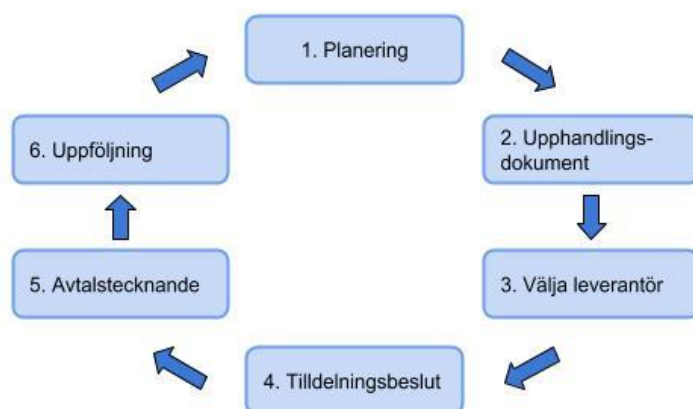 1. Planering
2. Upphandlings-
dokument
3. Välja leverantör
4. Tilldelningsbeslut
5. Avtalstecknande
6. Uppföljning